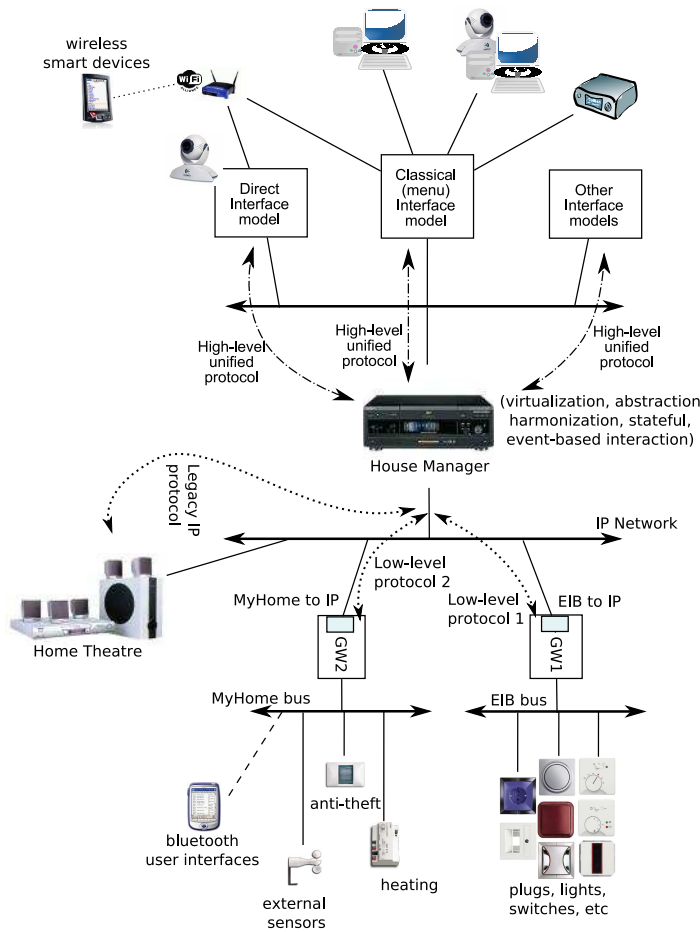 wireless
smart devices
Wi Fi
Direct
Interface
model
Classical
(menu)
Interface
model
Other
Interface
models
High-level
unified
protocol
High-level
unified
protocol
High-level
unified
protocol
(virtualization, abstraction
harmonization, stateful,
event-based interaction)
House Manager
Legacy IP
protocol
IP Network
Low-level
protocol 2
MyHome to IP
Low-level
protocol 1
EIB to IP
GW2
GW1
Home Theatre
MyHome bus
EIB bus
anti-theft
bluetooth
user interfaces
heating
external
sensors
plugs, lights,
switches, etc